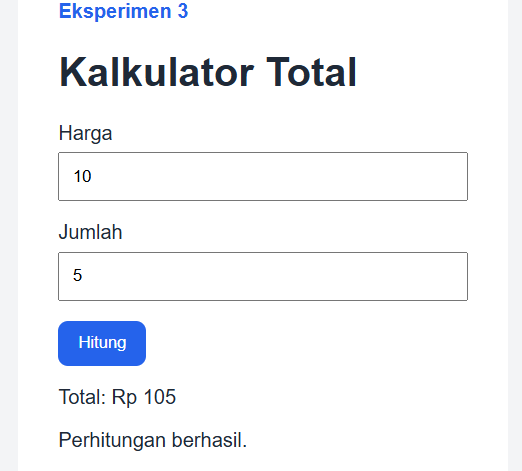 Eksperimen 3
Kalkulator Total
Harga
10
Jumlah
5
Hitung
Total: Rp 105
Perhitungan berhasil.